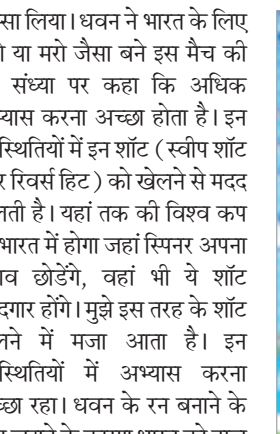 सा लिया। धवन ने भारत के लिए
मरो जैसा बने इस मैच की
संध्या पर कहा कि अधिक
यास करना अच्छा होता है। इन
स्थितियों में इन शॉट ( स्वीप शॉट
रिवर्स हिट ) को खेलने से मदद
लती है। यहां तक की विश्व कप
भारत में होगा जहां स्पिनर अपना
व छोडेंगे, वहां भी ये शॉट
दगार होंगे। मुझे इस तरह के शॉट
लने में मजा आता है। इन
स्थितियों में अभ्यास करना
च्छा रहा। धवन के रन बनाने के